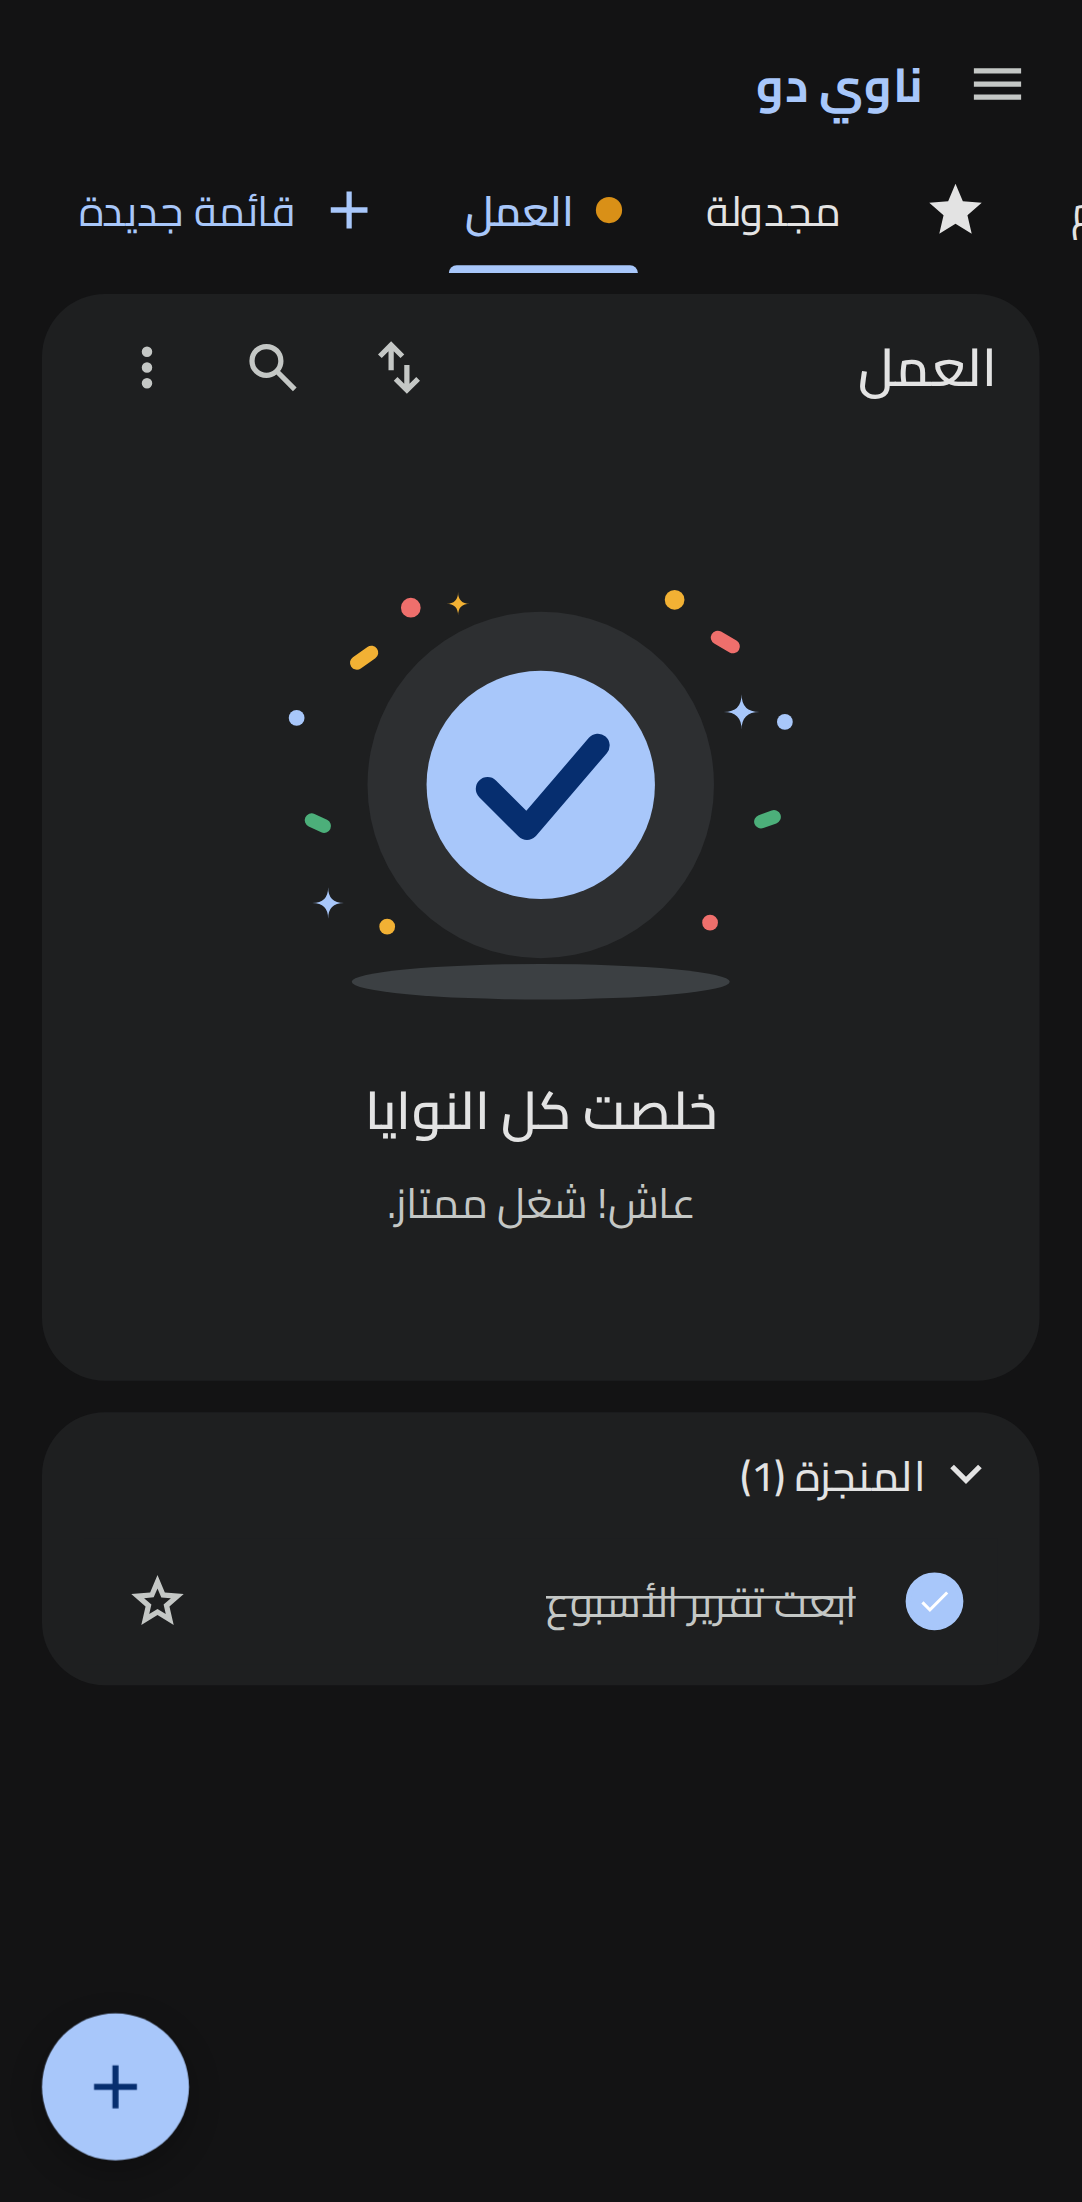 ناوي دو
مجدولة
العمل
قائمة جديدة
العمل
خلصت كل النوايا
عاش! شغل ممتاز.
المنجزة (1)
ابعت تقرير الأسبوع